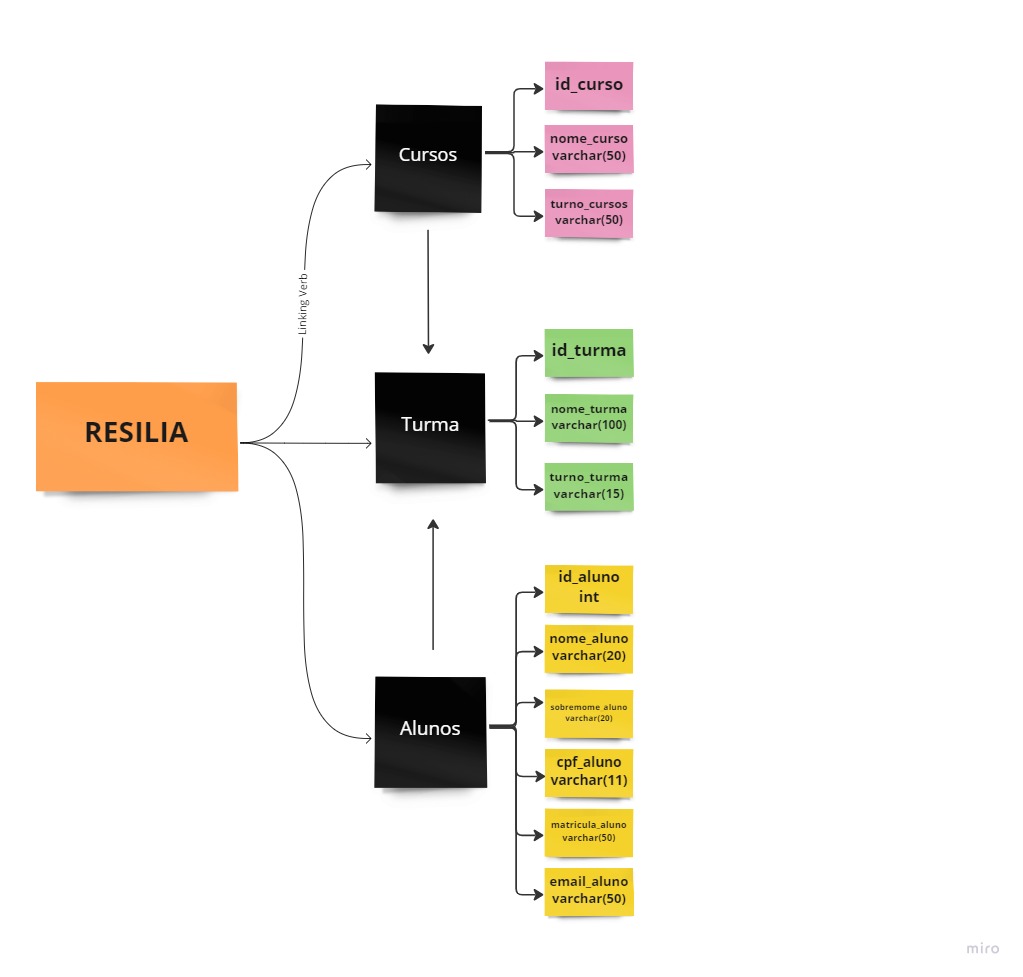 RESILIA
Linking Verb
Cursos
id_curso
nome_curso
varchar(50)
turno_cursos
varchar(50)
Turma
id_turma
nome_turma
varchar(100)
turno_turma
varchar(15)
Alunos
id_aluno
int
nome_aluno
varchar(20)
sobremome_aluno
varchar(20)
cpf_aluno
varchar(11)
matricula_aluno
varchar(50)
email_aluno
varchar(50)
miro